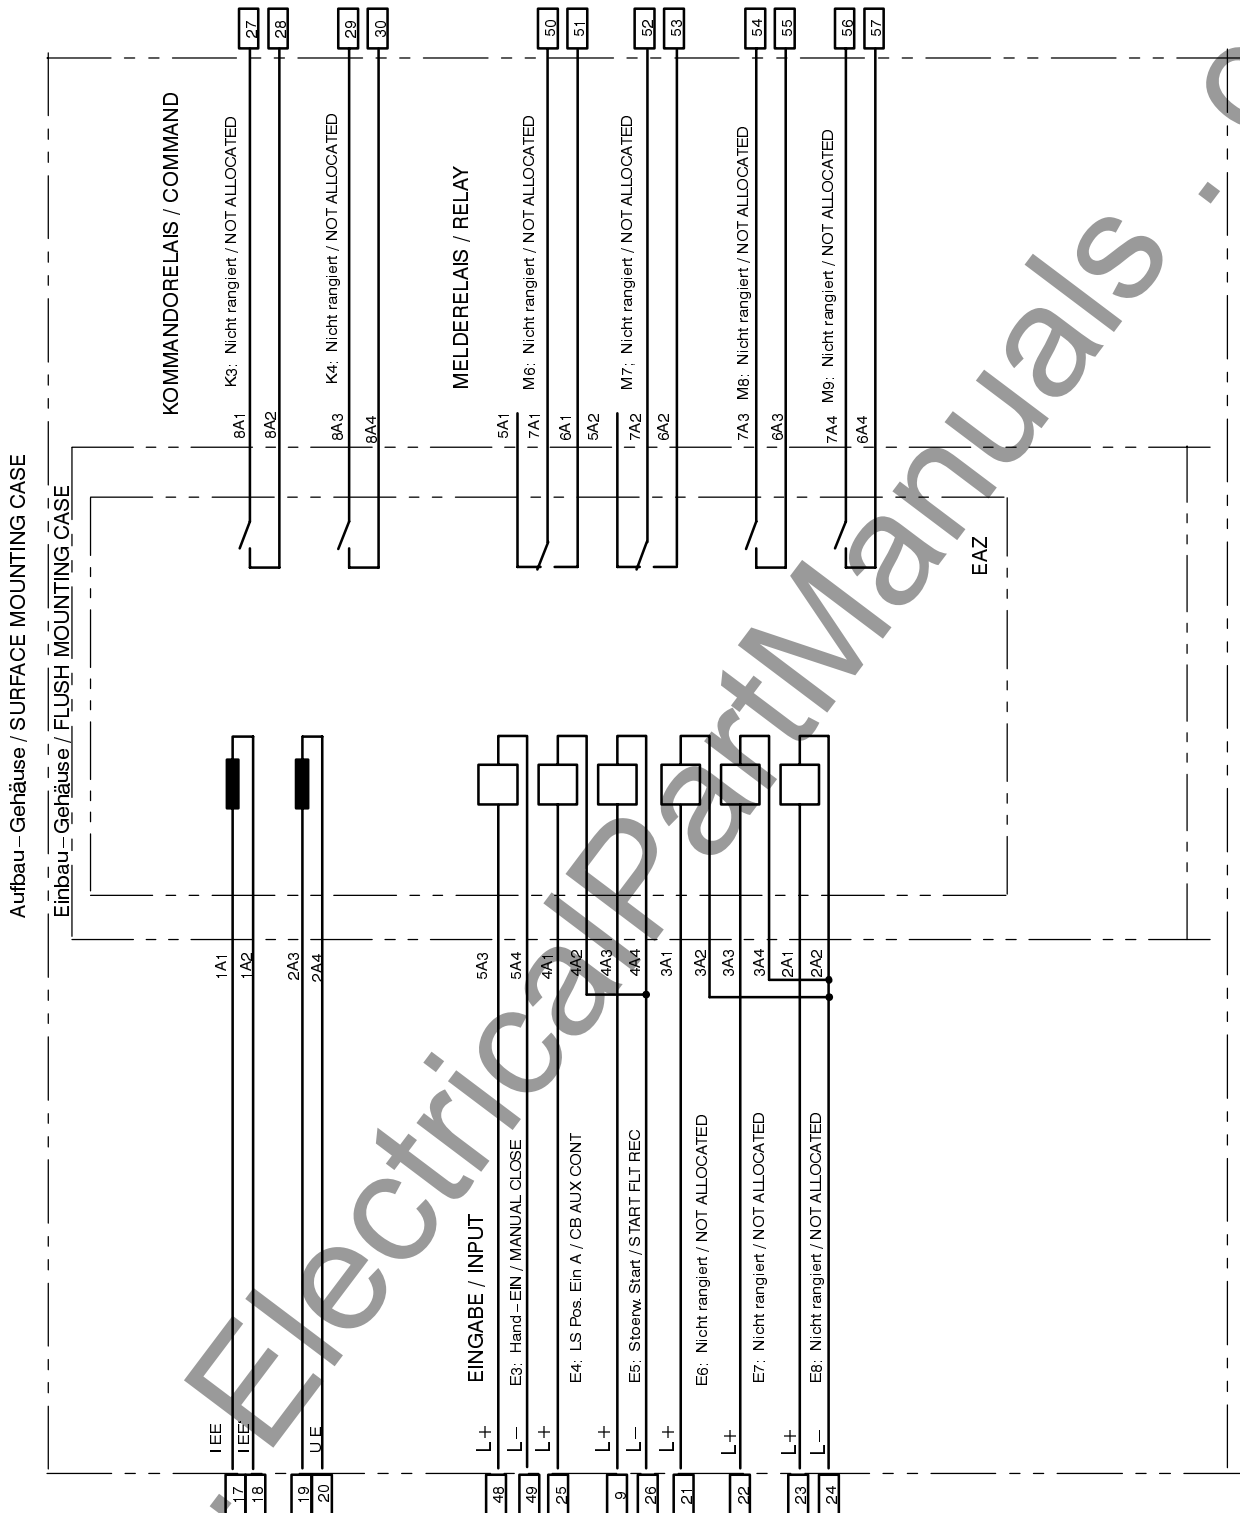 Aufbau–Gehäuse / SURFACE MOUNTING CASE
Einbau–Gehäuse / FLUSH MOUNTING CASE
KOMMANDORELAIS / COMMAND
K3: Nicht rangiert / NOT ALLOCATED
8A1
27
8A2
28
K4: Nicht rangiert / NOT ALLOCATED
8A3
29
8A4
30
MELDERELAIS / RELAY
5A1
M6: Nicht rangiert / NOT ALLOCATED
7A1
50
6A1
51
5A2
M7: Nicht rangiert / NOT ALLOCATED
7A2
52
6A2
53
M8: Nicht rangiert / NOT ALLOCATED
7A3
54
6A3
55
M9: Nicht rangiert / NOT ALLOCATED
7A4
56
6A4
57
EAZ
17
IEE
1A1
18
IEE
1A2
19
2A3
20
UE
2A4
EINGABE / INPUT
48
L+
5A3
E3: Hand–EIN / MANUAL CLOSE
49
L–
5A4
25
L+
4A1
E4: LS Pos. Ein A / CB AUX CONT
4A2
9
L+
4A3
E5: Stoerw. Start / START FLT REC
26
L–
4A4
21
L+
3A1
E6: Nicht rangiert / NOT ALLOCATED
3A2
22
L+
3A3
E7: Nicht rangiert / NOT ALLOCATED
3A4
23
L+
2A1
E8: Nicht rangiert / NOT ALLOCATED
24
L–
2A2
ElectricalPartManuals .